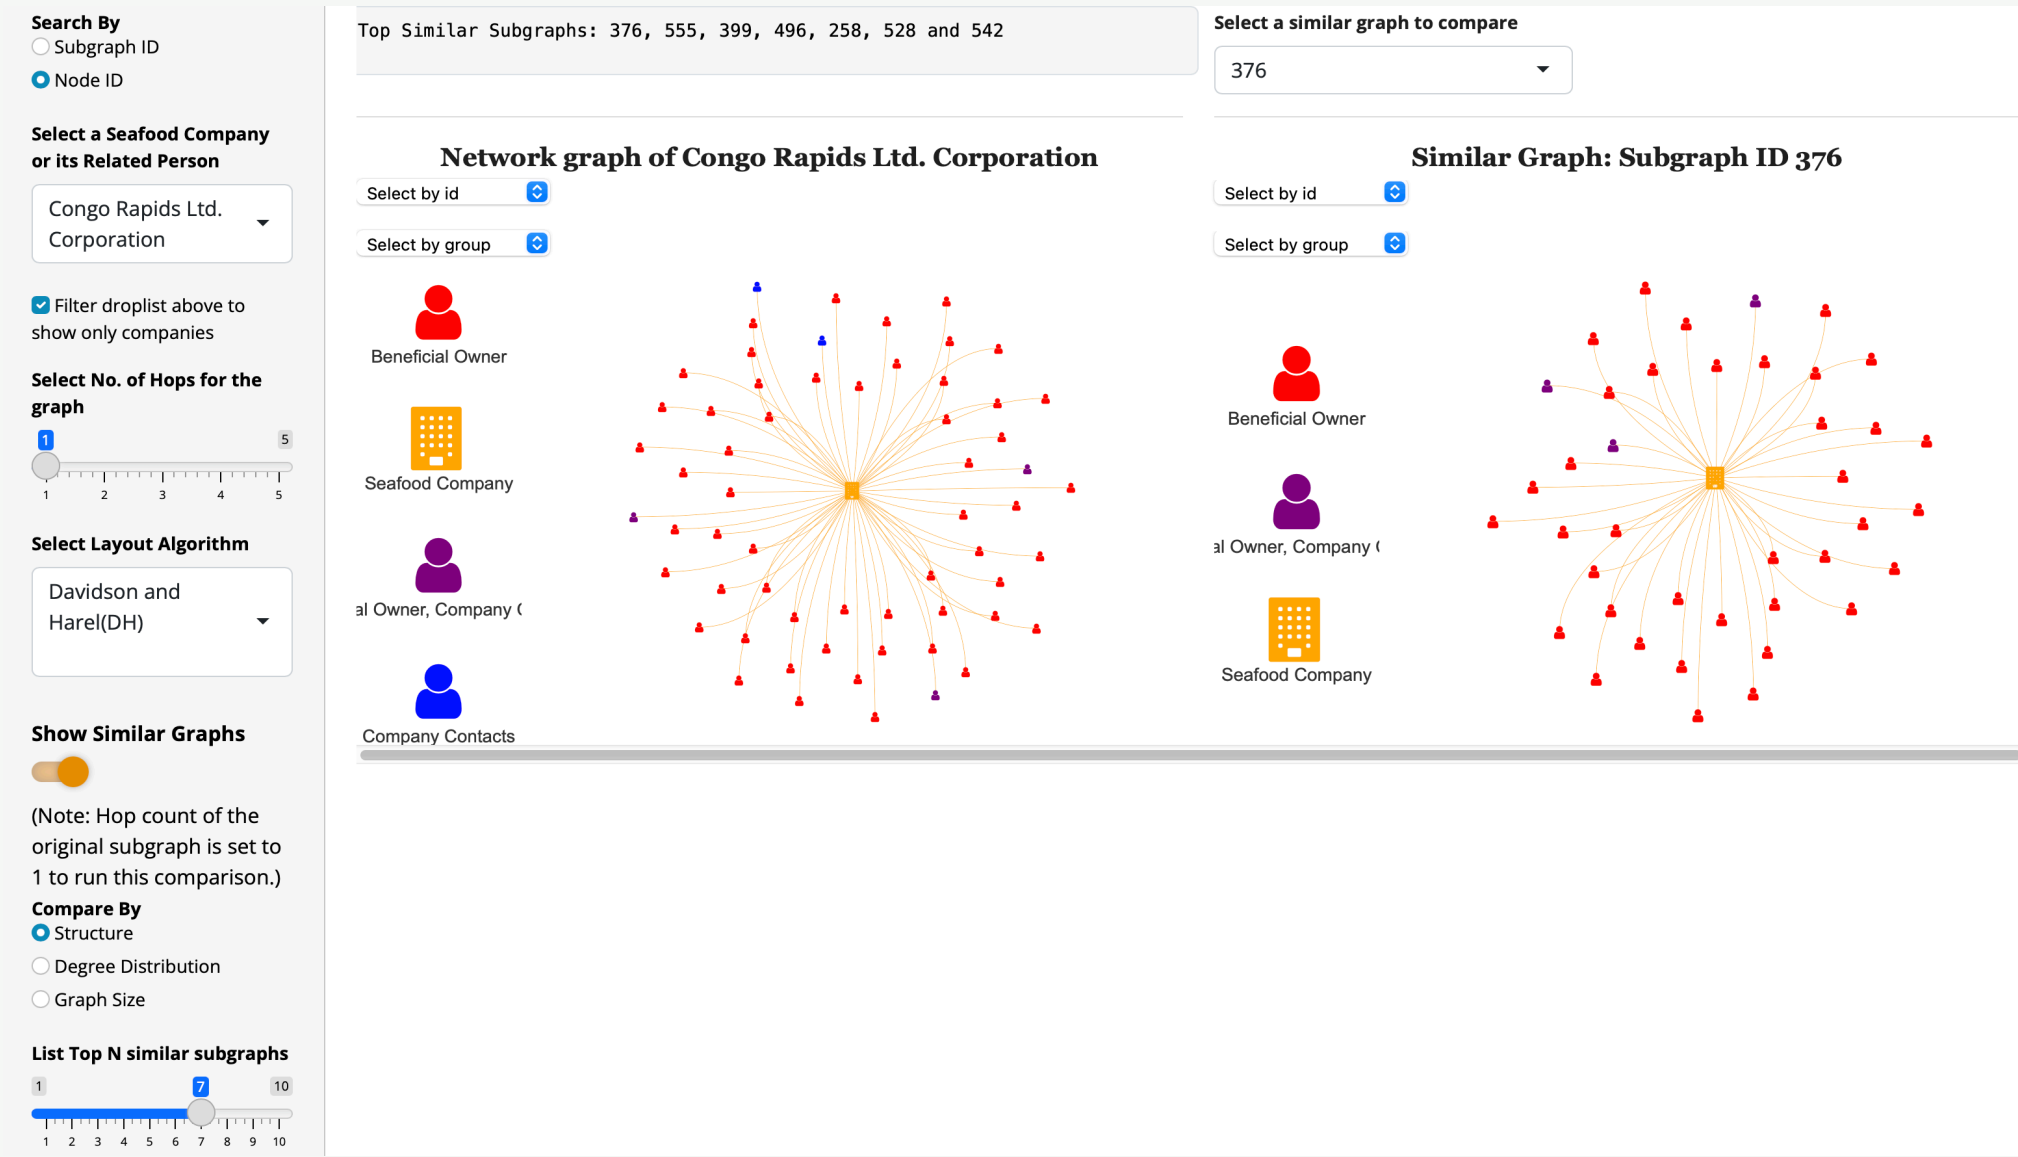 Search By
Subgraph ID
Node ID
Select a Seafood Company
or its Related Person
Congo Rapids Ltd.
Corporation
Filter droplist above to
show only companies
Select No. of Hops for the
graph
1
5
1 2 3 4 5
Select Layout Algorithm
Davidson and
Harel(DH)
Show Similar Graphs
(Note: Hop count of the
original subgraph is set to
1 to run this comparison.)
Compare By
Structure
Degree Distribution
Graph Size
List Top N similar subgraphs
1 7 10
1 2 3 4 5 6 7 8 9 10
Top Similar Subgraphs: 376, 555, 399, 496, 258, 528 and 542
Network graph of Congo Rapids Ltd. Corporation
Select by id
Select by group
Beneficial Owner
Seafood Company
al Owner, Company
Company Contacts
Select a similar graph to compare
376
Similar Graph: Subgraph ID 376
Select by id
Select by group
Beneficial Owner
al Owner, Company
Seafood Company